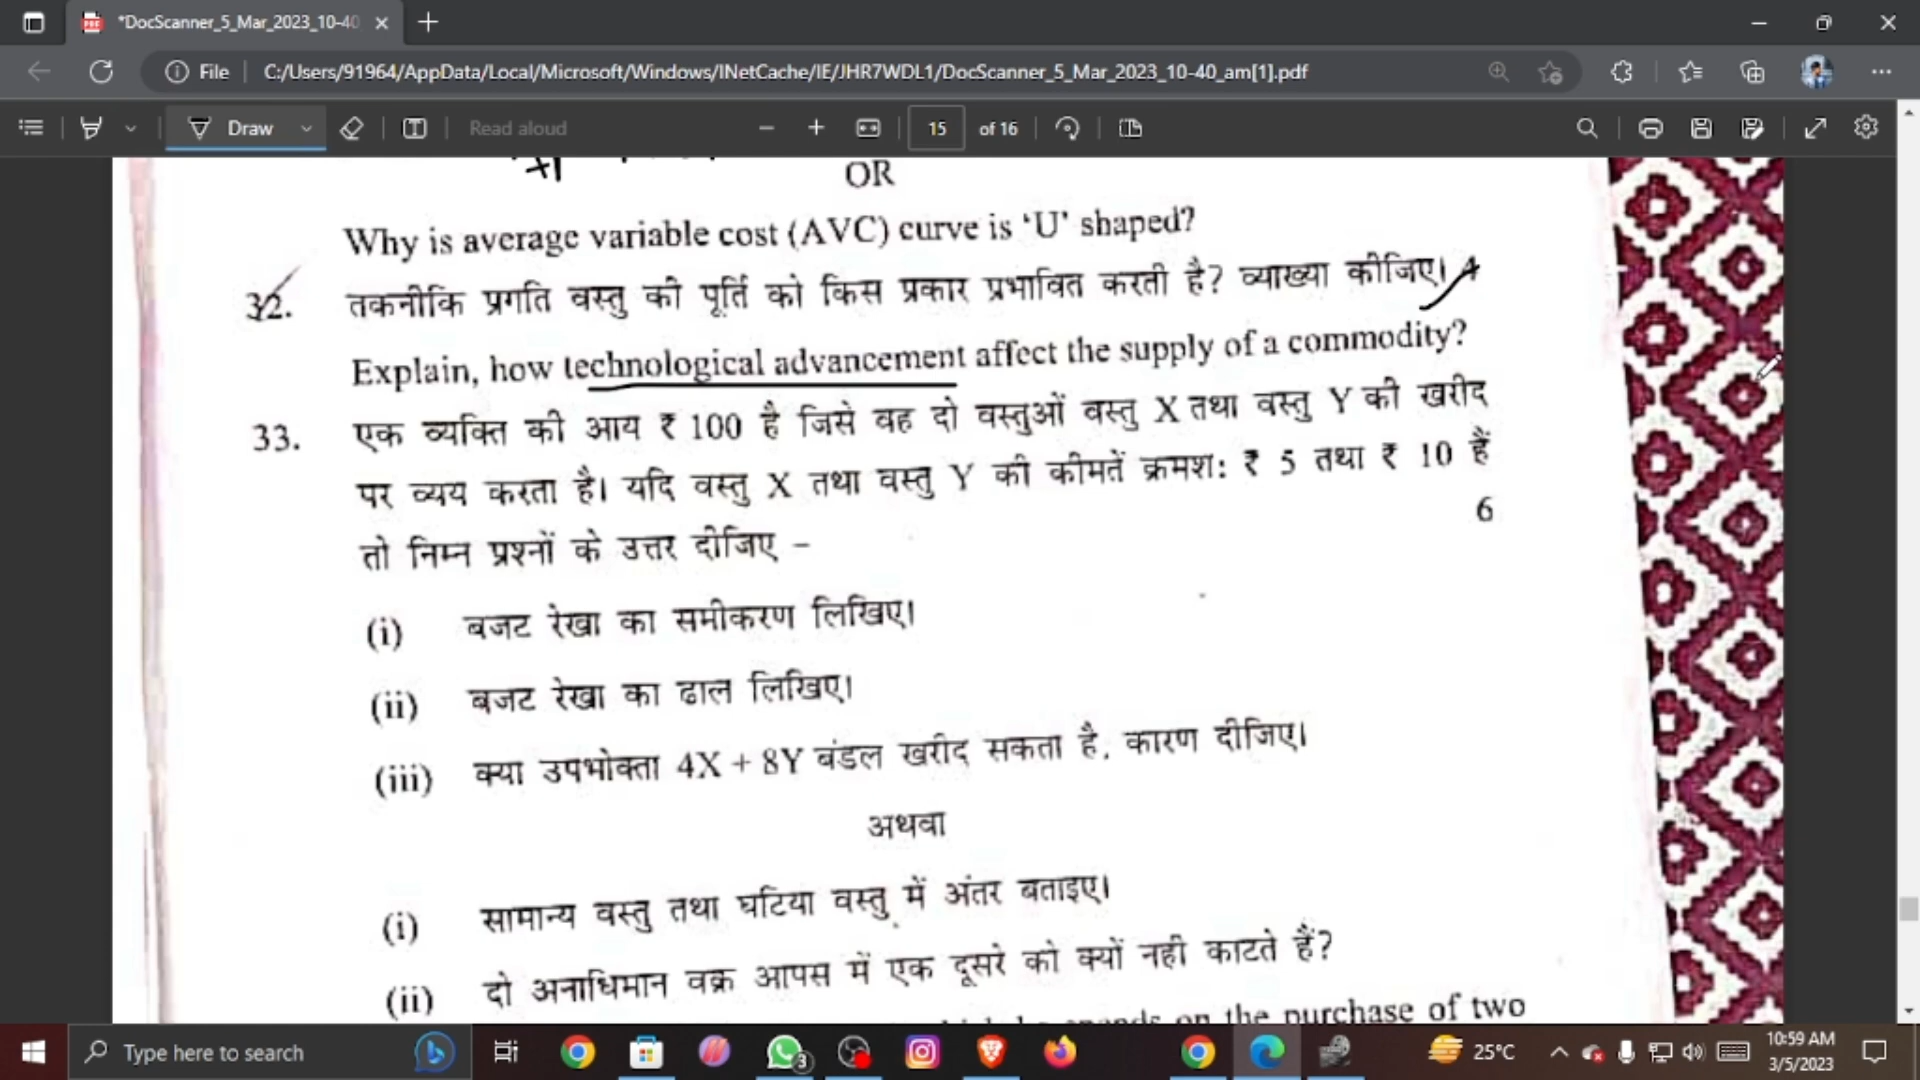 *DocScanner_5_Mar_2023_10-40
File C:/Users/91964/AppData/Local/Microsoft/Windows/INetCache/IE/JHR7WDL1/DocScanner_5_Mar_2023_10-40_am[1].pdf
Draw Read aloud 15 of 16
OR
Why is average variable cost (AVC) curve is ‘U’ shaped?
32. तकनीकि प्रगति वस्तु की पूर्ति को किस प्रकार प्रभावित करती है? व्याख्या कीजिए। 4
Explain, how technological advancement affect the supply of a commodity?
33. एक व्यक्ति की आय ₹ 100 है जिसे वह दो वस्तुओं वस्तु X तथा वस्तु Y की खरीद
पर व्यय करता है। यदि वस्तु X तथा वस्तु Y की कीमतें क्रमश: ₹ 5 तथा ₹ 10 हैं
तो निम्न प्रश्नों के उत्तर दीजिए – 6
(i) बजट रेखा का समीकरण लिखिए।
(ii) बजट रेखा का ढाल लिखिए।
(iii) क्या उपभोक्ता 4X + 8Y बंडल खरीद सकता है, कारण दीजिए।
अथवा
(i) सामान्य वस्तु तथा घटिया वस्तु में अंतर बताइए।
(ii) दो अनाधिमान वक्र आपस में एक दूसरे को क्यों नही काटते हैं?
on the purchase of two
Type here to search 3 25°C 10:59 AM
3/5/2023